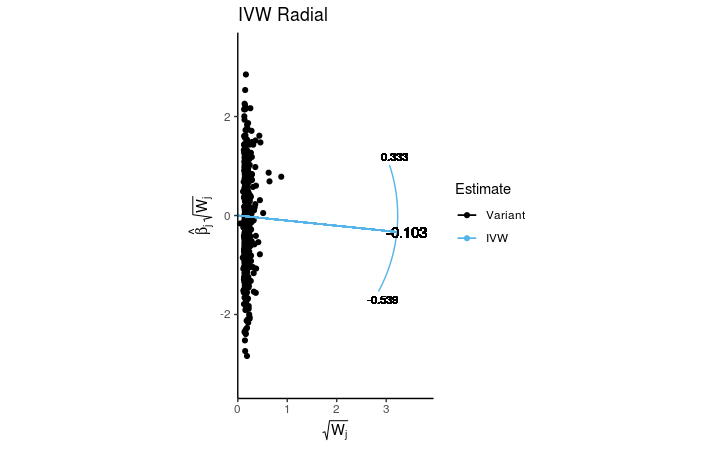 IVW Radial
2
0
-2
β̂j√Wj
0.333
-0.103
-0.539
0
1
2
3
√Wj
Estimate
Variant
IVW